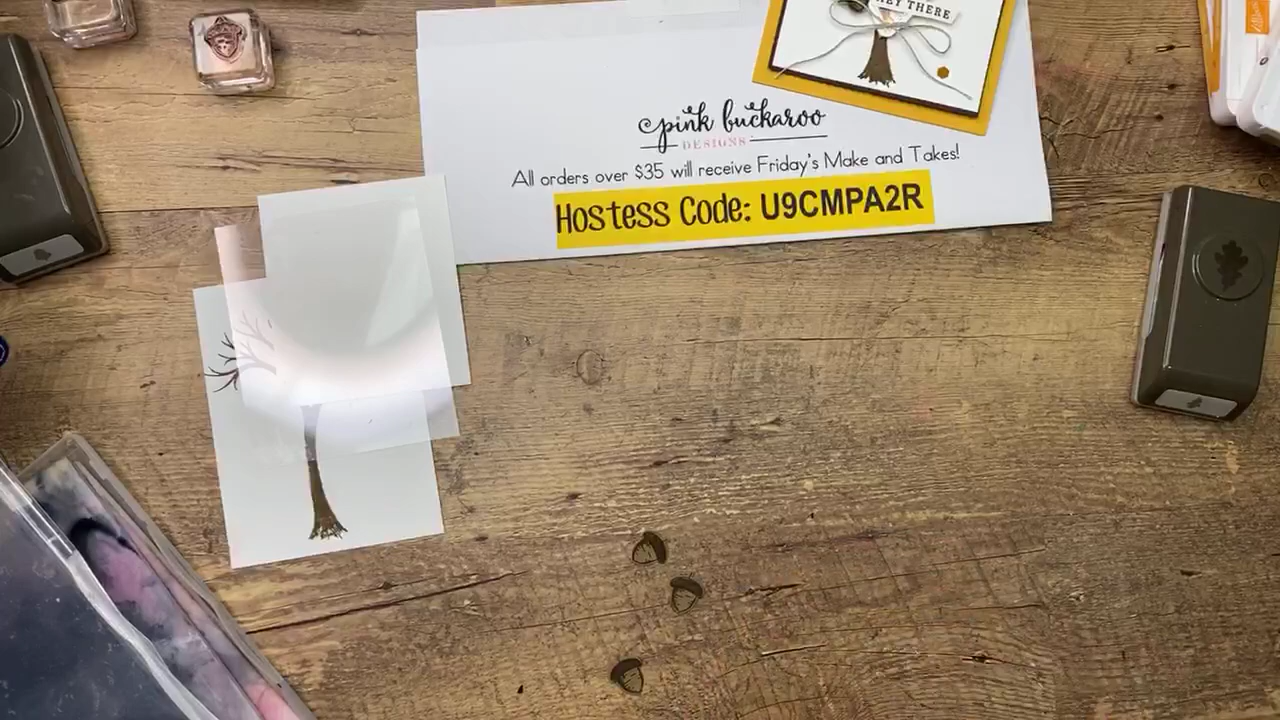 HEY THERE
pink buckaroo
DESIGNS
All orders over $35 will receive Friday's Make and Takes!
Hostess Code: U9CMPA2R